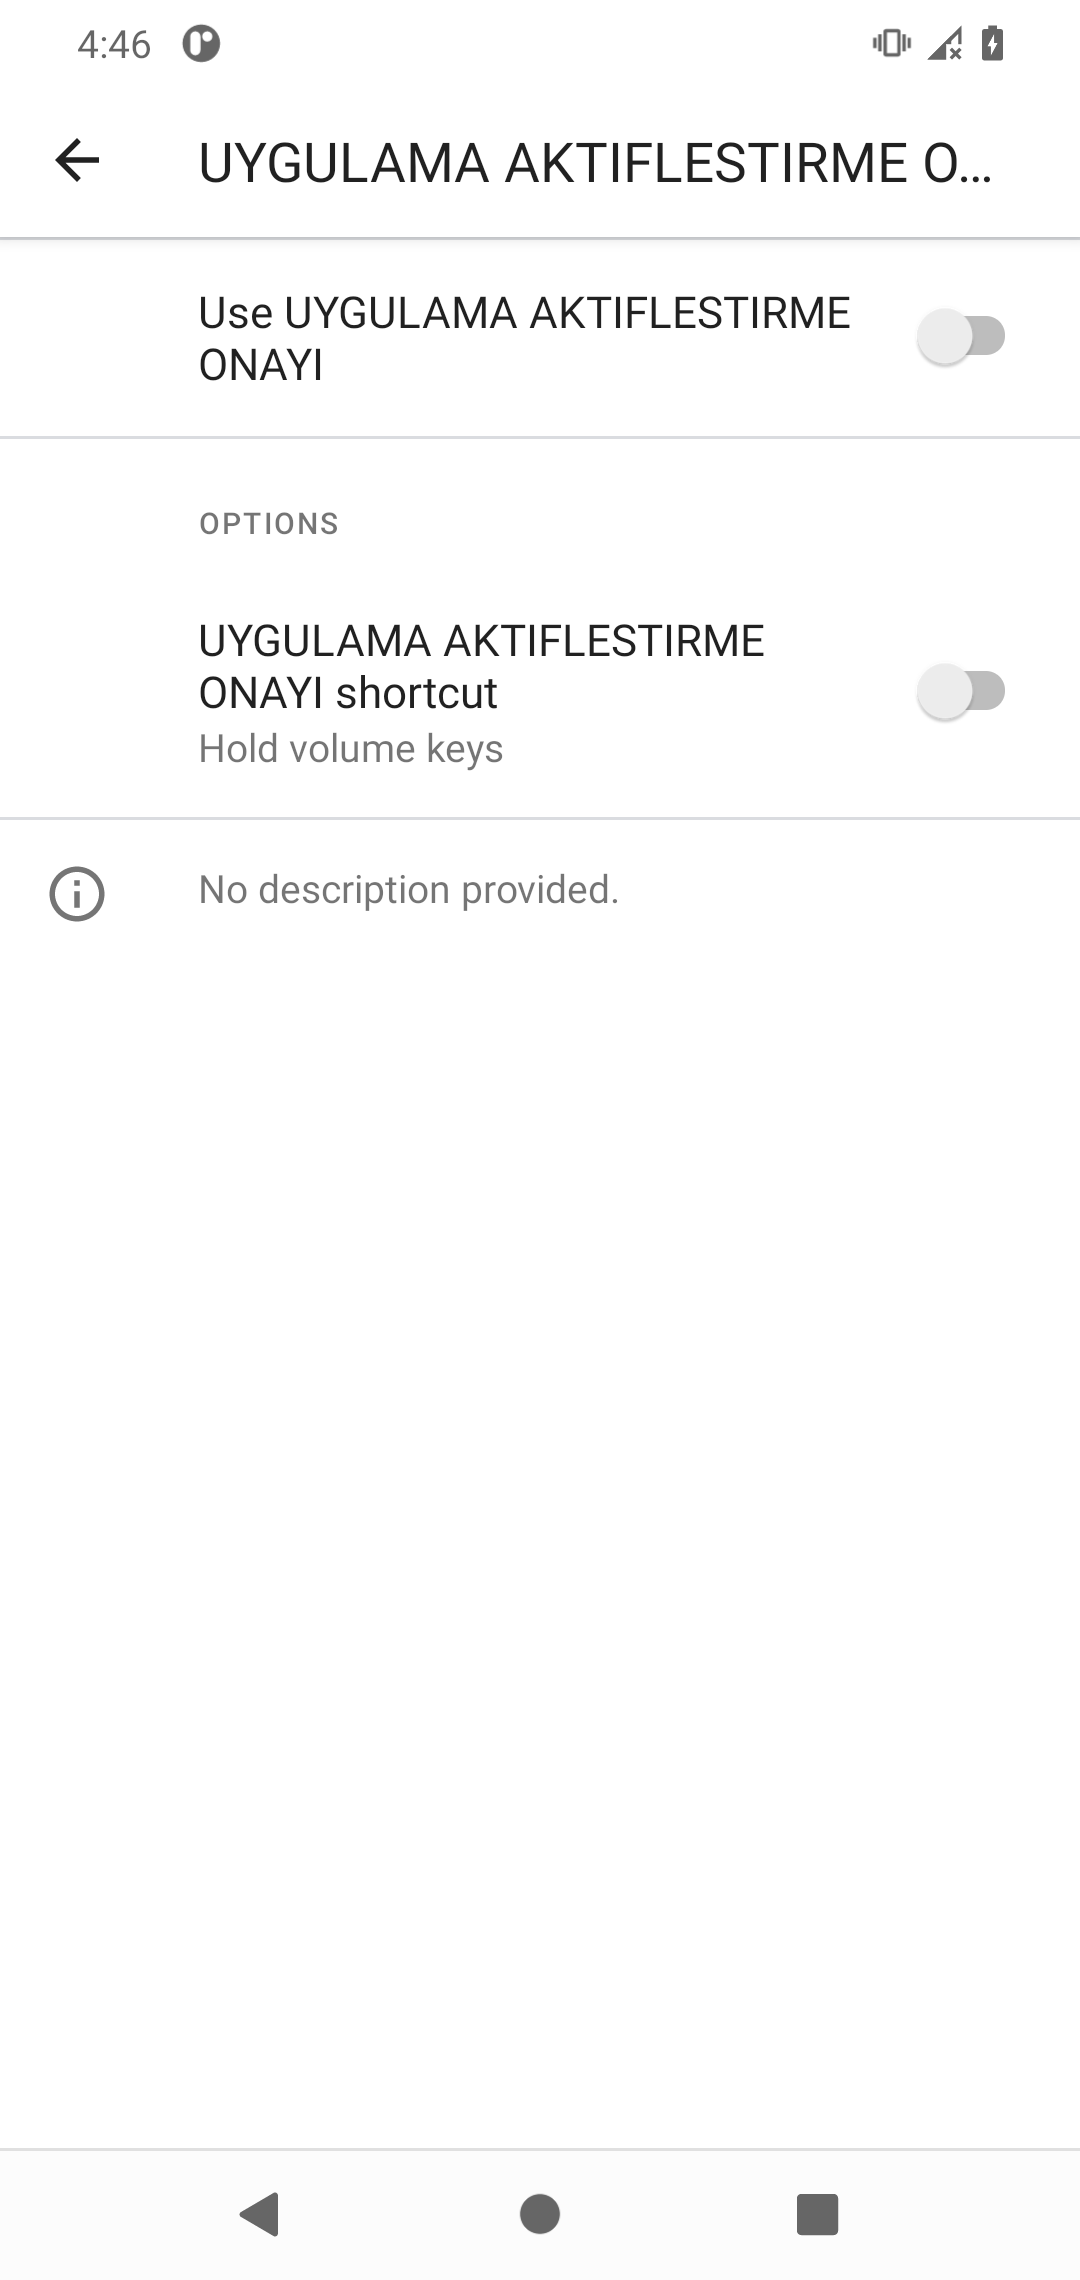 4:46
UYGULAMA AKTIFLESTIRME O...
Use UYGULAMA AKTIFLESTIRME
ONAYI
OPTIONS
UYGULAMA AKTIFLESTIRME
ONAYI shortcut
Hold volume keys
No description provided.